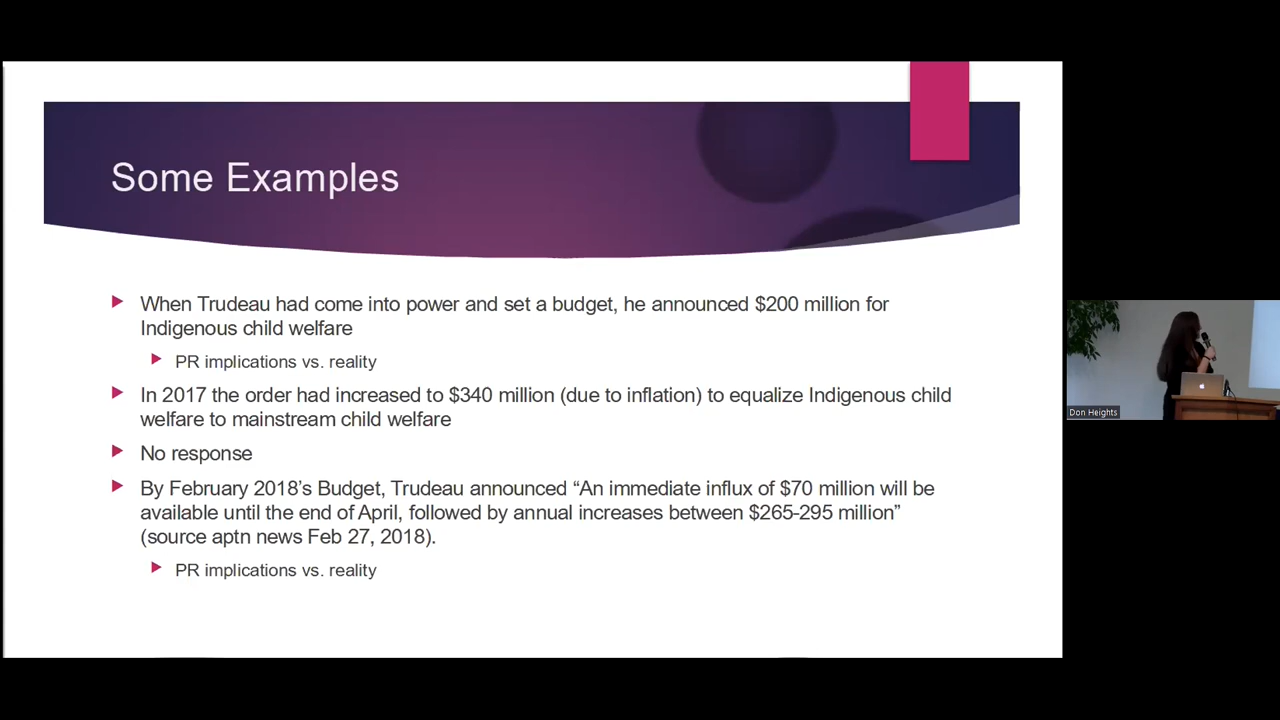 Some Examples
When Trudeau had come into power and set a budget, he announced $200 million for
Indigenous child welfare
PR implications vs. reality
In 2017 the order had increased to $340 million (due to inflation) to equalize Indigenous child
welfare to mainstream child welfare
No response
By February 2018’s Budget, Trudeau announced “An immediate influx of $70 million will be
available until the end of April, followed by annual increases between $265-295 million”
(source aptn news Feb 27, 2018).
PR implications vs. reality
Don Heights